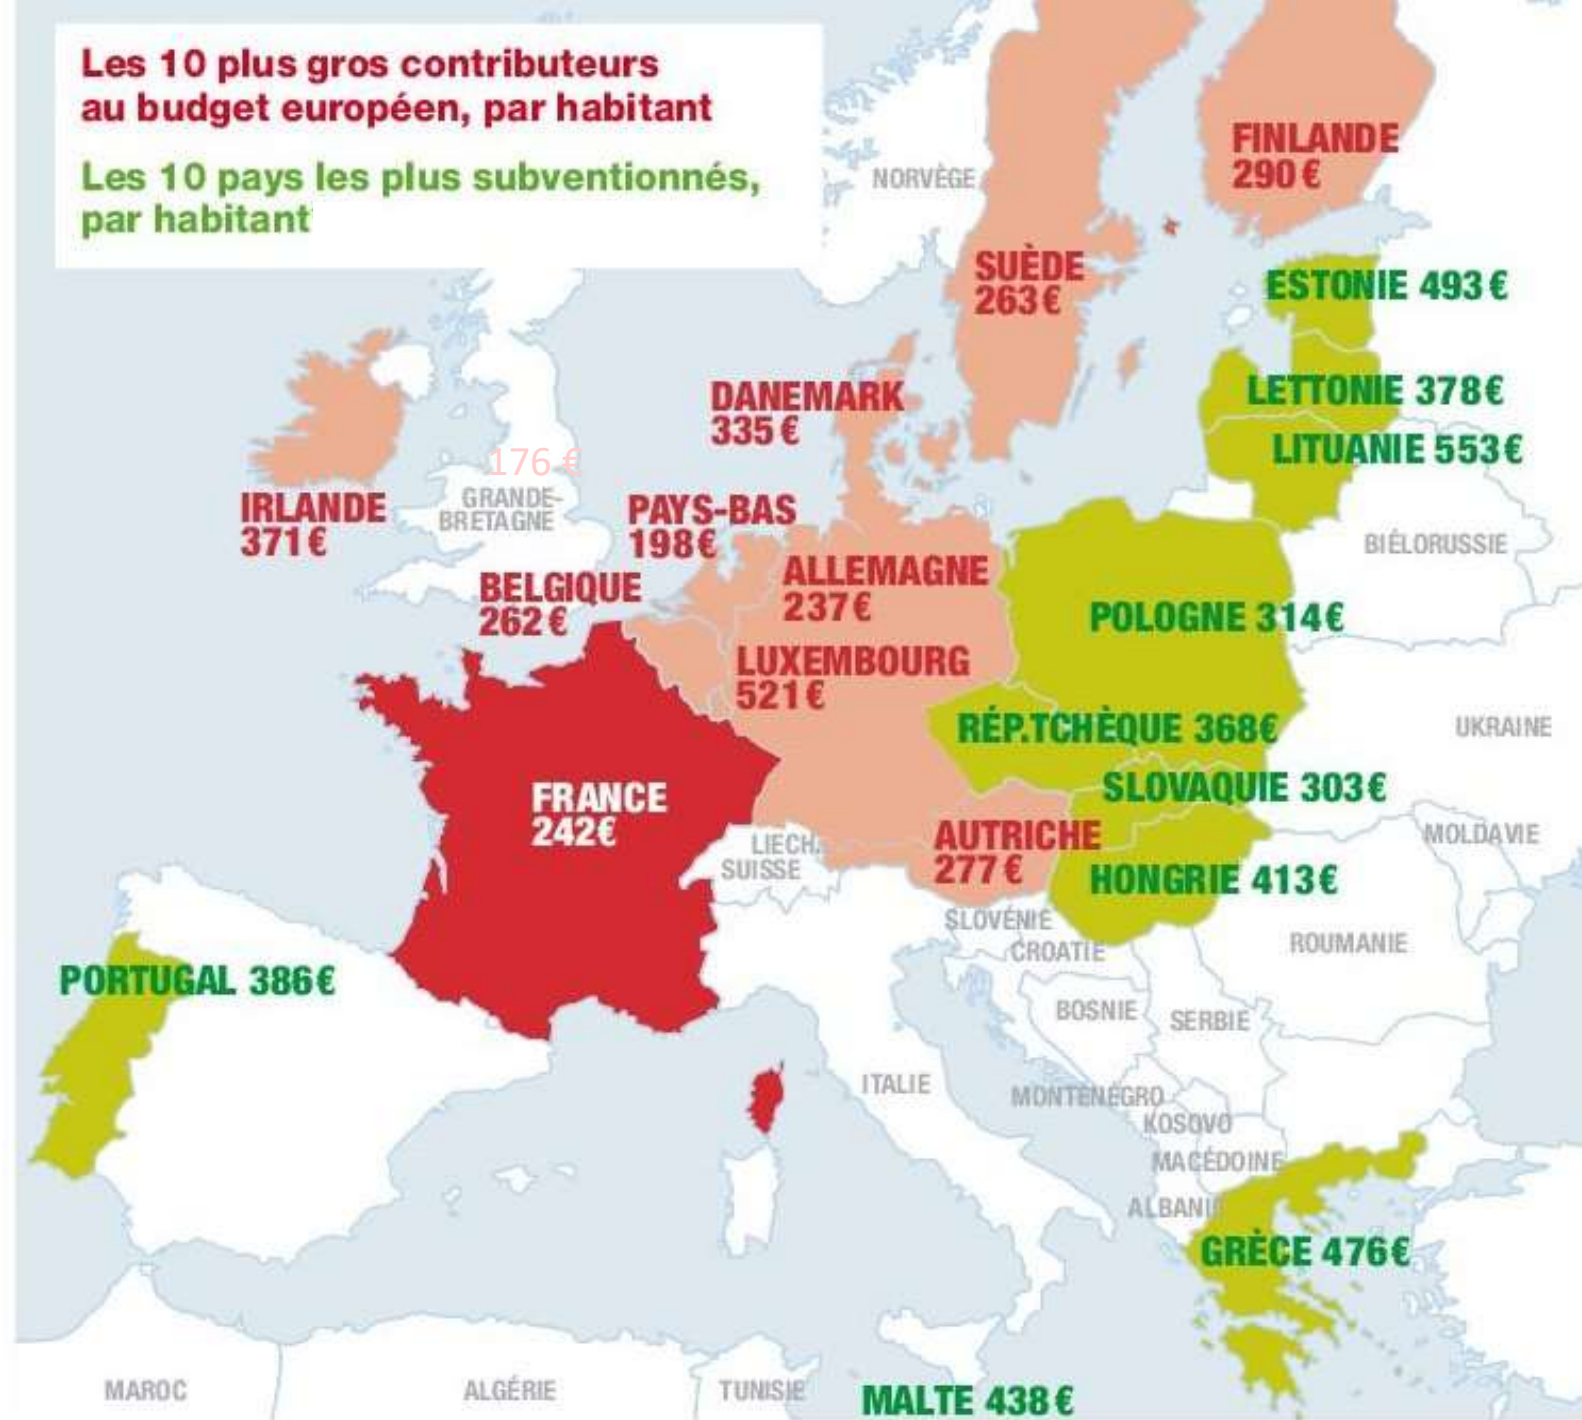 Les 10 plus gros contributeurs
au budget européen, par habitant
Les 10 pays les plus subventionnés,
par habitant
FINLANDE
290 €
NORVÈGE
SUÈDE
263 €
ESTONIE 493 €
DANEMARK
335 €
LETTONIE 378 €
LITUANIE 553 €
176 €
GRANDE-
BRETAGNE
IRLANDE
371 €
PAYS-BAS
198 €
BIÉLORUSSIE
BELGIQUE
262 €
ALLEMAGNE
237 €
POLOGNE 314 €
LUXEMBOURG
521 €
RÉP.TCHÈQUE 368 €
UKRAINE
SLOVAQUIE 303 €
FRANCE
242€
LIECH.
SUISSE
AUTRICHE
277 €
MOLDAVIE
HONGRIE 413 €
SLOVÉNIE
CROATIE
ROUMANIE
PORTUGAL 386 €
BOSNIE
SERBIE
ITALIE
MONTENÉGRO
KOSOVO
MACÉDOINE
ALBANIE
GRÈCE 476 €
MAROC
ALGÉRIE
TUNISIE
MALTE 438 €